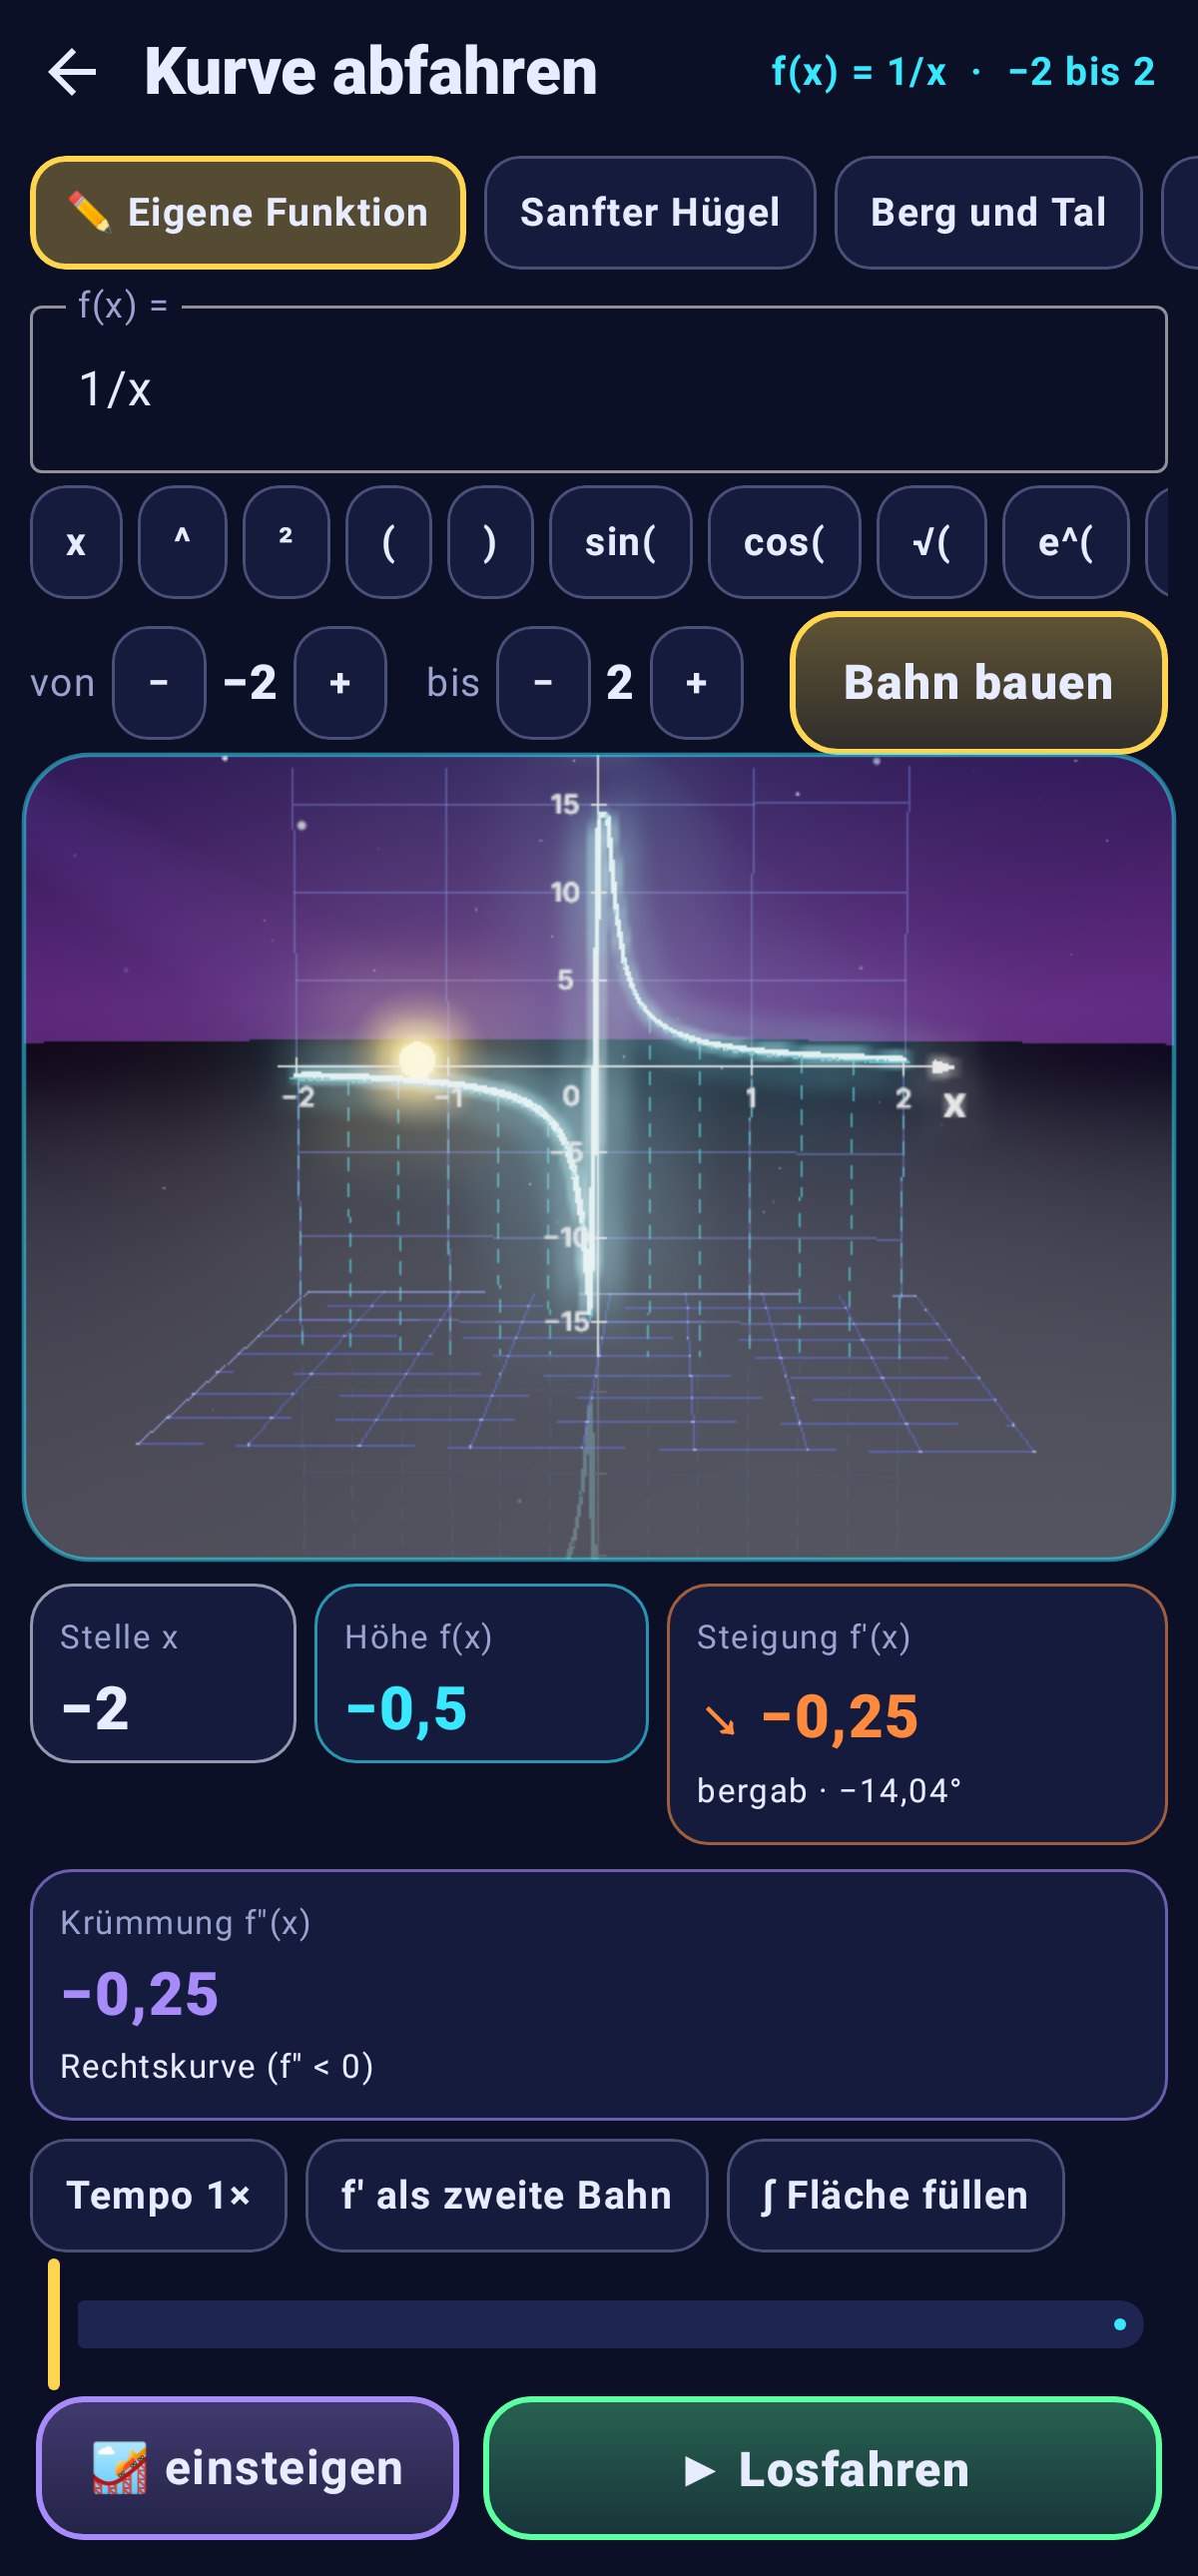 Kurve abfahren
f(x) = 1/x · −2 bis 2
✏️ Eigene Funktion
Sanfter Hügel
Berg und Tal
f(x) =
1/x
x
^
²
(
)
sin(
cos(
√(
e^(
von − −2 + bis − 2 +
Bahn bauen
15
10
5
−2 −1 0 1 2 x
−5
−10
−15
Stelle x
−2
Höhe f(x)
−0,5
Steigung f'(x)
↘ −0,25
bergab · −14,04°
Krümmung f"(x)
−0,25
Rechtskurve (f" < 0)
Tempo 1×
f' als zweite Bahn
∫ Fläche füllen
🎢 einsteigen
► Losfahren